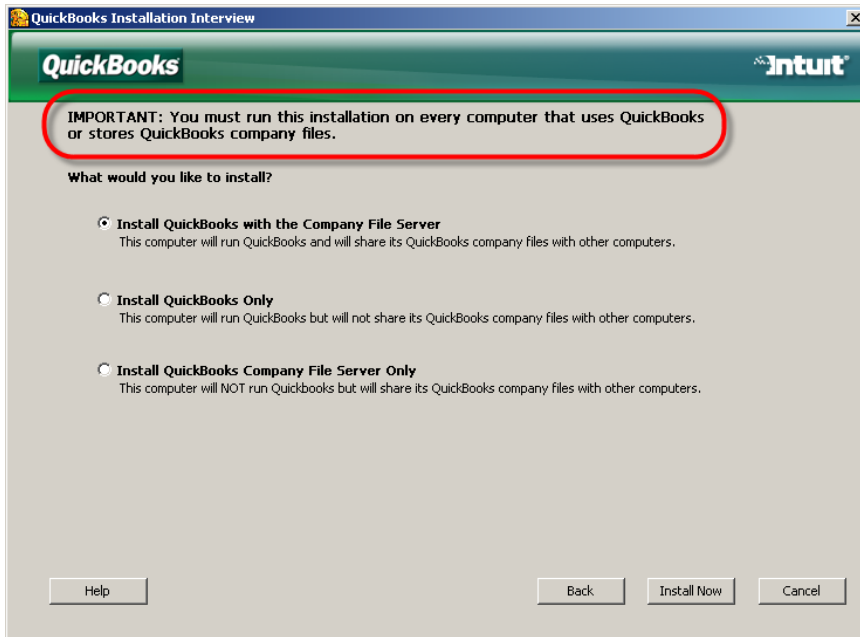 QuickBooks Installation Interview
QuickBooks
Intuit
IMPORTANT: You must run this installation on every computer that uses QuickBooks
or stores QuickBooks company files.
What would you like to install?
Install QuickBooks with the Company File Server
This computer will run QuickBooks and will share its QuickBooks company files with other computers.
Install QuickBooks Only
This computer will run QuickBooks but will not share its QuickBooks company files with other computers.
Install QuickBooks Company File Server Only
This computer will NOT run Quickbooks but will share its QuickBooks company files with other computers.
Help
Back
Install Now
Cancel